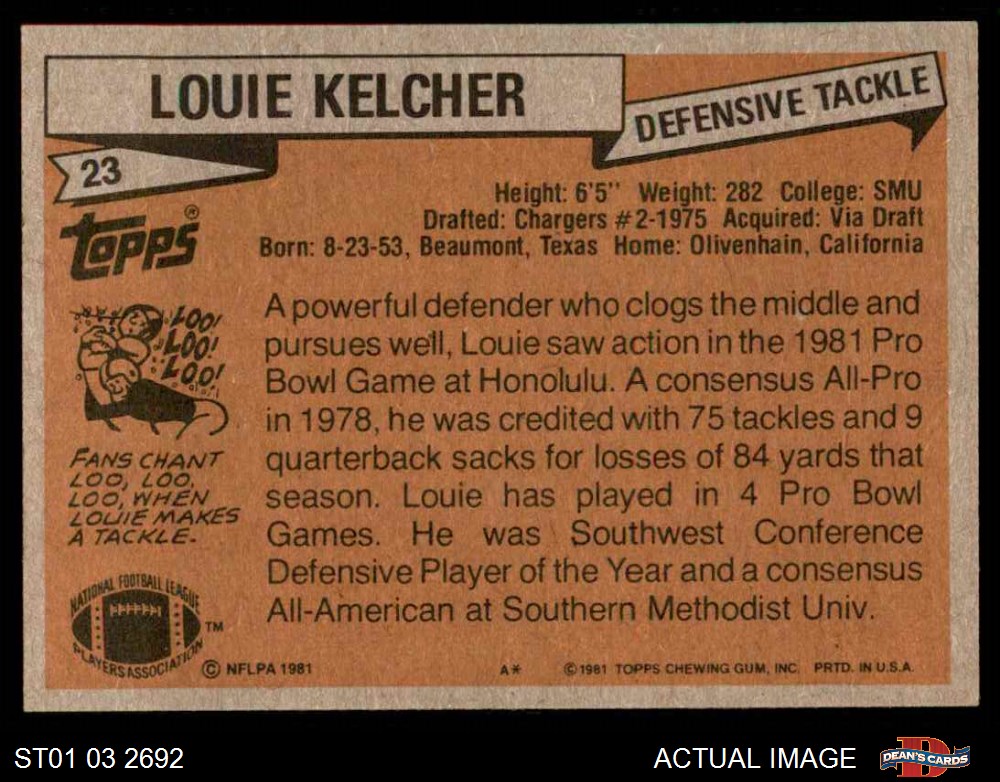 LOUIE KELCHER
DEFENSIVE TACKLE
23
Topps®
Height: 6'5'' Weight: 282 College: SMU
Drafted: Chargers #2-1975 Acquired: Via Draft
Born: 8-23-53, Beaumont, Texas Home: Olivenhain, California
LOO!
LOO!
LOO!
FANS CHANT
LOO, LOO,
LOO, WHEN
LOUIE MAKES
A TACKLE.
A powerful defender who clogs the middle and
pursues well, Louie saw action in the 1981 Pro
Bowl Game at Honolulu. A consensus All-Pro
in 1978, he was credited with 75 tackles and 9
quarterback sacks for losses of 84 yards that
season. Louie has played in 4 Pro Bowl
Games. He was Southwest Conference
Defensive Player of the Year and a consensus
All-American at Southern Methodist Univ.
NATIONAL FOOTBALL LEAGUE
PLAYERS ASSOCIATION
TM
© NFLPA 1981 A* © 1981 TOPPS CHEWING GUM, INC. PRTD. IN U.S.A.
ST01 03 2692 ACTUAL IMAGE
D
DEAN'S CARDS